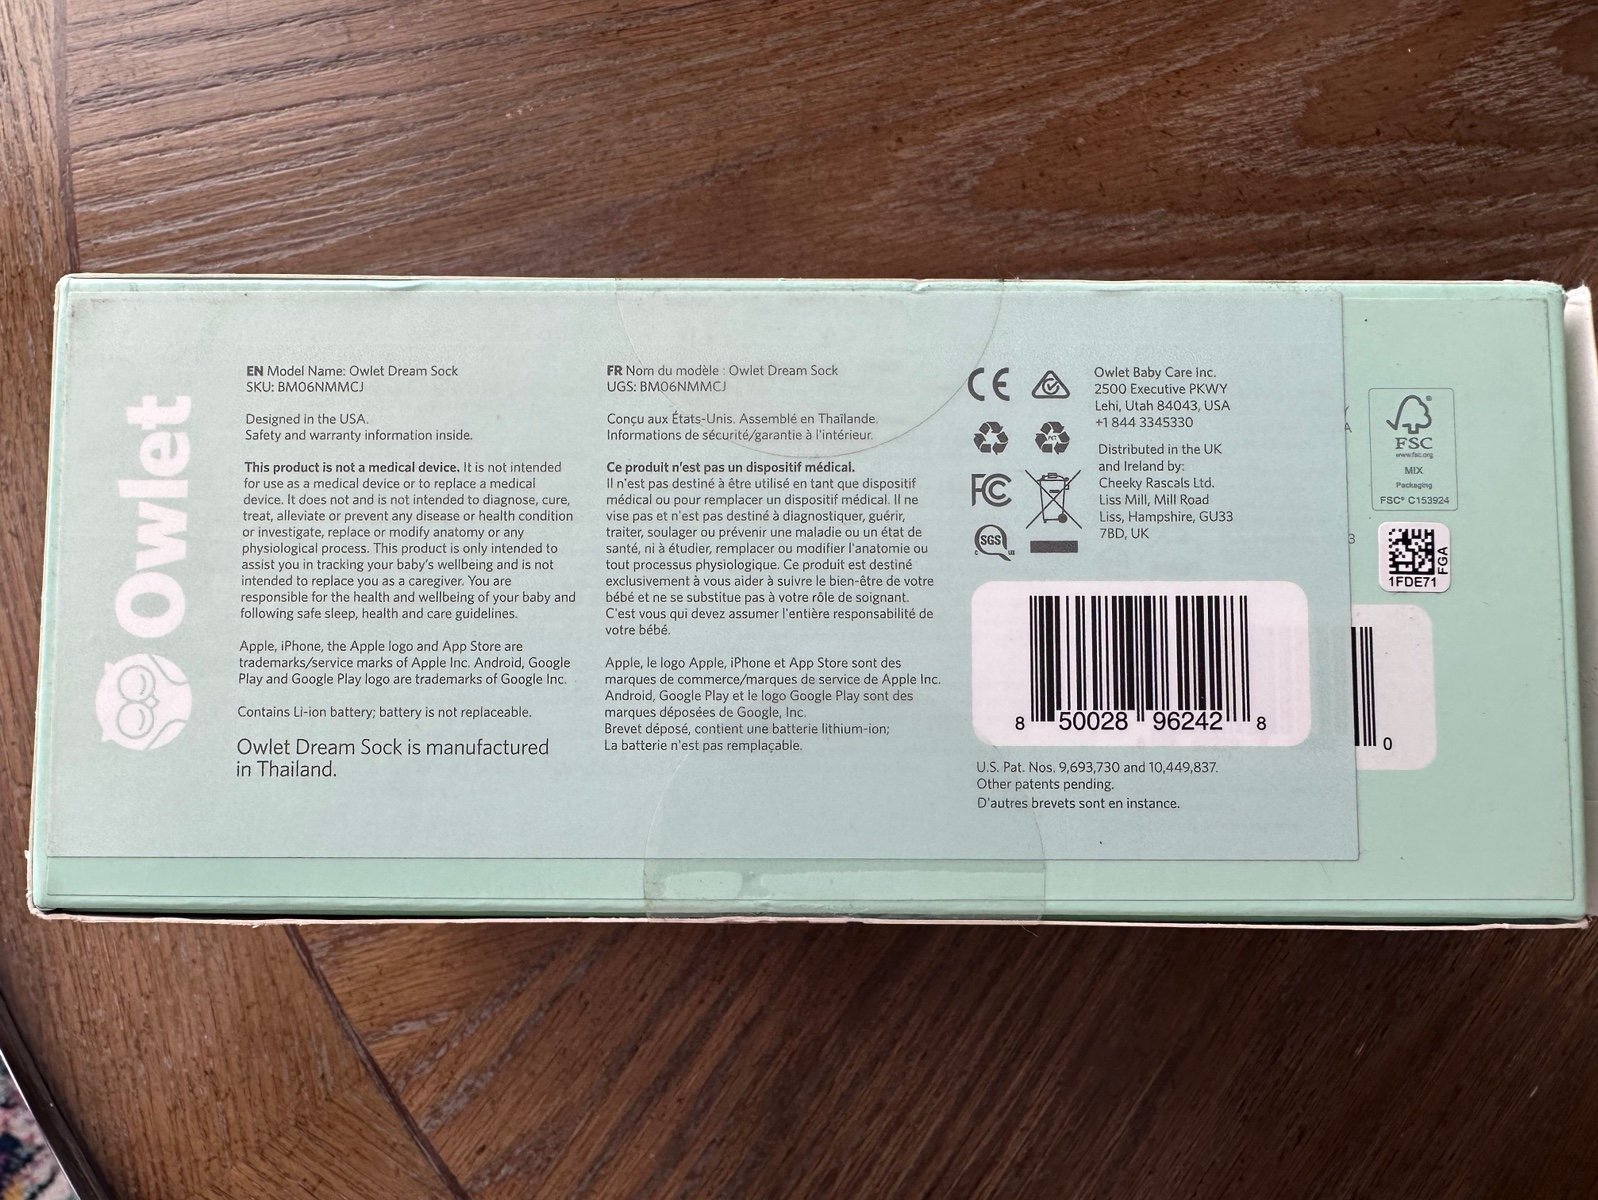 Owlet
EN Model Name: Owlet Dream Sock
SKU: BM06NMMCJ
Designed in the USA.
Safety and warranty information inside.
This product is not a medical device. It is not intended
for use as a medical device or to replace a medical
device. It does not and is not intended to diagnose, cure,
treat, alleviate or prevent any disease or health condition
or investigate, replace or modify anatomy or any
physiological process. This product is only intended to
assist you in tracking your baby's wellbeing and is not
intended to replace you as a caregiver. You are
responsible for the health and wellbeing of your baby and
following safe sleep, health and care guidelines.
Apple, iPhone, the Apple logo and App Store are
trademarks/service marks of Apple Inc. Android, Google
Play and Google Play logo are trademarks of Google Inc.
Contains Li-ion battery; battery is not replaceable.
Owlet Dream Sock is manufactured
in Thailand.
FR Nom du modèle : Owlet Dream Sock
UGS: BM06NMMCJ
Conçu aux États-Unis. Assemblé en Thaïlande.
Informations de sécurité/garantie à l'intérieur.
Ce produit n'est pas un dispositif médical.
Il n'est pas destiné à être utilisé en tant que dispositif
médical ou pour remplacer un dispositif médical. Il ne
vise pas et n'est pas destiné à diagnostiquer, guérir,
traiter, soulager ou prévenir une maladie ou un état de
santé, ni à étudier, remplacer ou modifier l'anatomie ou
tout processus physiologique. Ce produit est destiné
exclusivement à vous aider à suivre le bien-être de votre
bébé et ne se substitue pas à votre rôle de soignant.
C'est vous qui devez assumer l'entière responsabilité de
votre bébé.
Apple, le logo Apple, iPhone et App Store sont des
marques de commerce/marques de service de Apple Inc.
Android, Google Play et le logo Google Play sont des
marques déposées de Google, Inc.
Brevet déposé, contient une batterie lithium-ion;
La batterie n'est pas remplaçable.
CE
FC
SGS
Owlet Baby Care Inc.
2500 Executive PKWY
Lehi, Utah 84043, USA
+1 844 3345330
Distributed in the UK
and Ireland by:
Cheeky Rascals Ltd.
Liss Mill, Mill Road
Liss, Hampshire, GU33
7BD, UK
8 50028 96242 8
U.S. Pat. Nos. 9,693,730 and 10,449,837.
Other patents pending.
D'autres brevets sont en instance.
FSC
www.fsc.org
MIX
Packaging
FSC® C153924
1FDE71
FGA
0